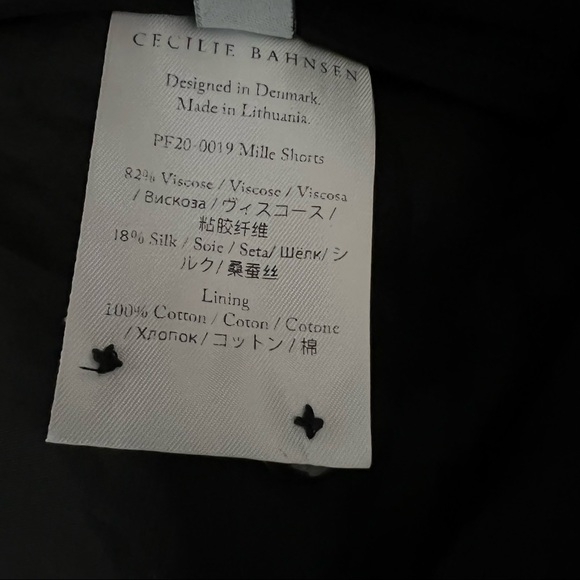 CECILIE BAHNSEN
Designed in Denmark.
Made in Lithuania.
PF20-0019 Mille Shorts
82% Viscose / Viscose / Viscosa
/ Вискоза / ヴィスコース /
粘胶纤维
18% Silk / Soie / Seta/ Шёлк/ シ
ルク/ 桑蚕丝
Lining
100% Cotton / Coton / Cotone
/ Хлопок / コットン / 棉